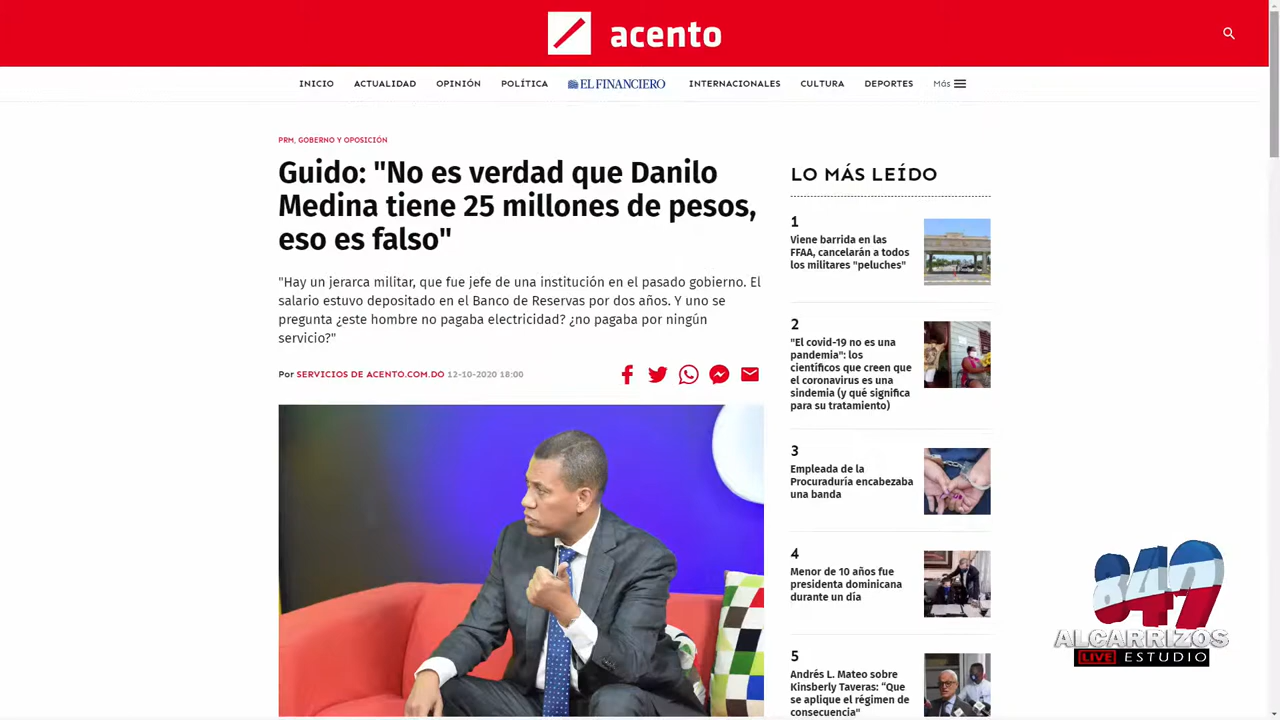 acento
INICIO
ACTUALIDAD
OPINIÓN
POLÍTICA
EL FINANCIERO
INTERNACIONALES
CULTURA
DEPORTES
Más
PRM, GOBERNO Y OPOSICIÓN
Guido: "No es verdad que Danilo
Medina tiene 25 millones de pesos,
eso es falso"
"Hay un jerarca militar, que fue jefe de una institución en el pasado gobierno. El
salario estuvo depositado en el Banco de Reservas por dos años. Y uno se
pregunta ¿este hombre no pagaba electricidad? ¿no pagaba por ningún
servicio?"
Por SERVICIOS DE ACENTO.COM.DO 12-10-2020 18:00
LO MÁS LEÍDO
1
Viene barrida en las
FFAA, cancelarán a todos
los militares "peluches"
2
"El covid-19 no es una
pandemia": los
científicos que creen que
el coronavirus es una
sindemia (y qué significa
para su tratamiento)
3
Empleada de la
Procuraduría encabezaba
una banda
4
Menor de 10 años fue
presidenta dominicana
durante un día
5
Andrés L. Mateo sobre
Kinsberly Taveras: “Que
se aplique el régimen de
consecuencia"
847
ALCARRIZOS
LIVE ESTUDIO